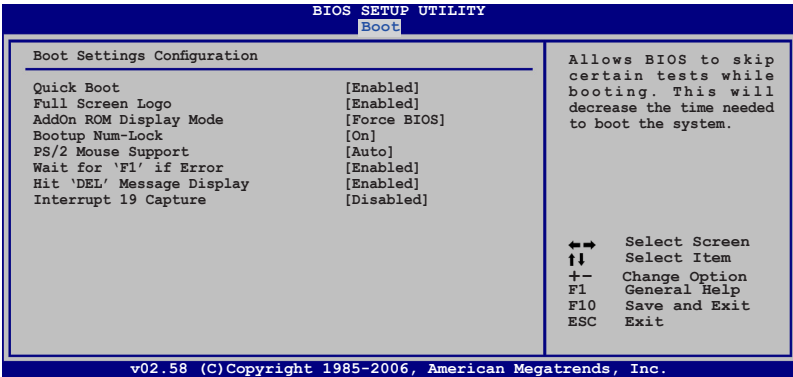 BIOS SETUP UTILITY
Boot
Boot Settings Configuration
Quick Boot [Enabled]
Full Screen Logo [Enabled]
AddOn ROM Display Mode [Force BIOS]
Bootup Num-Lock [On]
PS/2 Mouse Support [Auto]
Wait for ‘F1’ if Error [Enabled]
Hit ‘DEL’ Message Display [Enabled]
Interrupt 19 Capture [Disabled]
Allows BIOS to skip
certain tests while
booting. This will
decrease the time needed
to boot the system.
←→ Select Screen
↑↓ Select Item
+- Change Option
F1 General Help
F10 Save and Exit
ESC Exit
v02.58 (C)Copyright 1985-2006, American Megatrends, Inc.